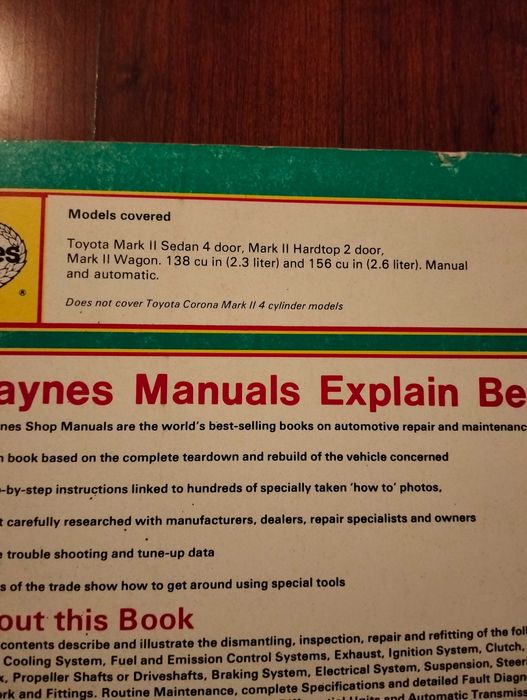 es
®
Models covered
Toyota Mark II Sedan 4 door, Mark II Hardtop 2 door,
Mark II Wagon. 138 cu in (2.3 liter) and 156 cu in (2.6 liter). Manual
and automatic.
Does not cover Toyota Corona Mark II 4 cylinder models
aynes Manuals Explain Be
nes Shop Manuals are the world's best-selling books on automotive repair and maintenanc
book based on the complete teardown and rebuild of the vehicle concerned
-by-step instructions linked to hundreds of specially taken 'how to' photos,
t carefully researched with manufacturers, dealers, repair specialists and owners
e trouble shooting and tune-up data
s of the trade show how to get around using special tools
out this Book
contents describe and illustrate the dismantling, inspection, repair and refitting of the foll
Cooling System, Fuel and Emission Control Systems, Exhaust, Ignition System, Clutch,
x, Propeller Shafts or Driveshafts, Braking System, Electrical System, Suspension, Steeri
ork and Fittings. Routine Maintenance, complete Specifications and detailed Fault Diagn
Units and Automatic Transmi